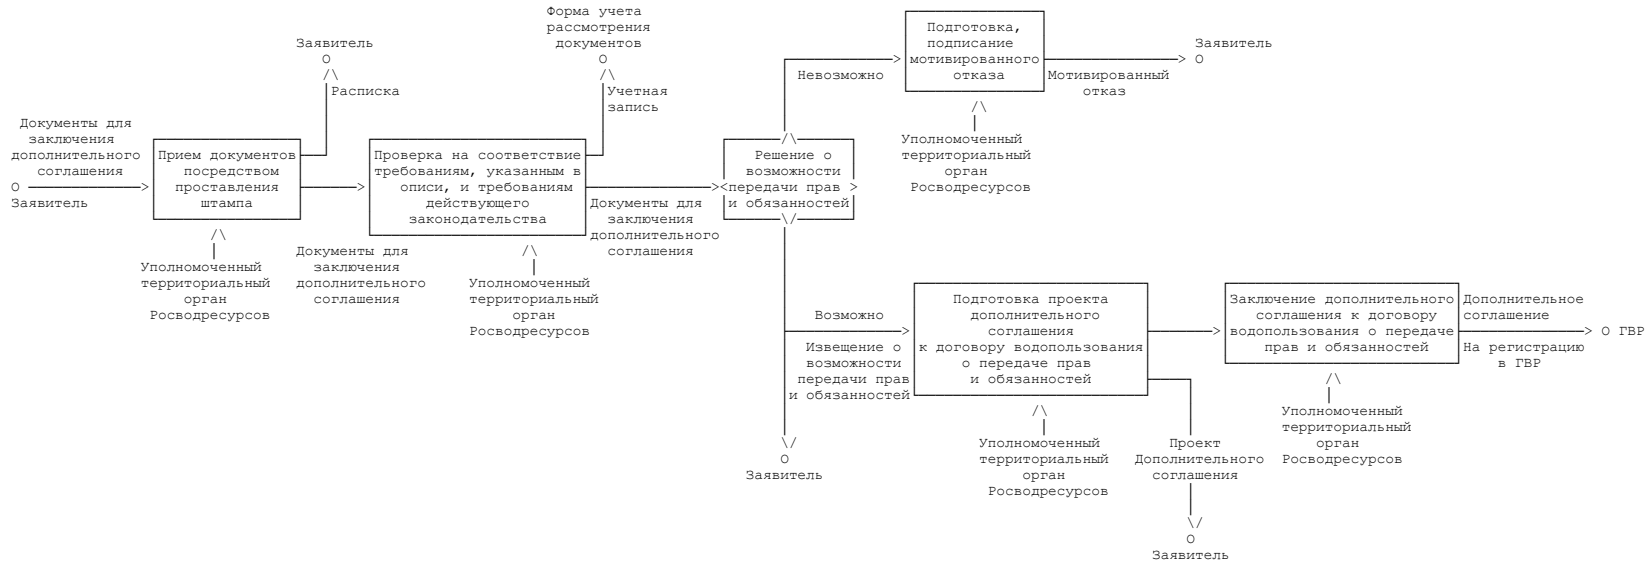 Форма учета
рассмотрения
документов
Заявитель
О
О
Расписка
Учетная
запись
Подготовка,
подписание
мотивированного
отказа
Невозможно
Мотивированный
отказ
Заявитель
О
Уполномоченный
территориальный
орган
Росводресурсов
Документы для
заключения
дополнительного
соглашения
О
Заявитель
Прием документов
посредством
проставления
штампа
Уполномоченный
территориальный
орган
Росводресурсов
Документы для
заключения
дополнительного
соглашения
Проверка на соответствие
требованиям, указанным в
описи, и требованиям
действующего
законодательства
Уполномоченный
территориальный
орган
Росводресурсов
Документы для
заключения
дополнительного
соглашения
Решение о
возможности
передачи прав
и обязанностей
Возможно
Извещение о
возможности
передачи прав
и обязанностей
О
Заявитель
Подготовка проекта
дополнительного
соглашения
к договору водопользования
о передаче прав
и обязанностей
Уполномоченный
территориальный
орган
Росводресурсов
Проект
Дополнительного
соглашения
О
Заявитель
Заключение дополнительного
соглашения к договору
водопользования о передаче
прав и обязанностей
Уполномоченный
территориальный
орган
Росводресурсов
Дополнительное
соглашение
О ГВР
На регистрацию
в ГВР